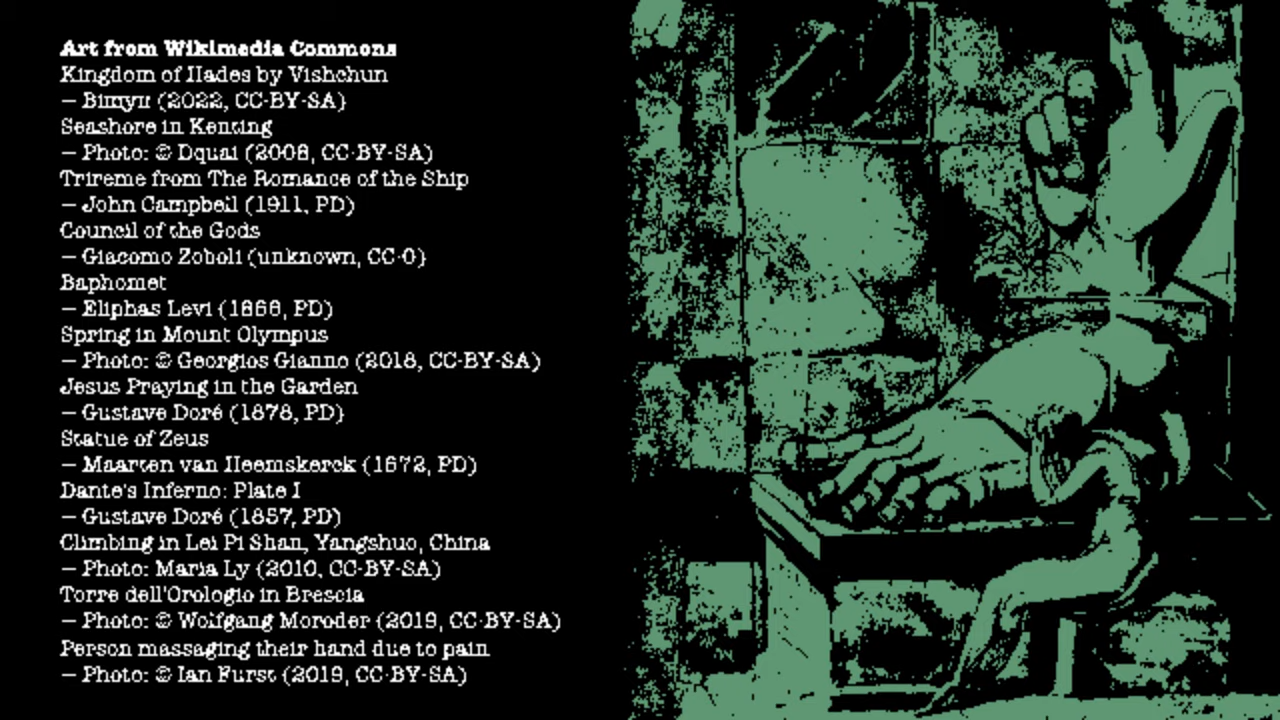 Art from Wikimedia Commons
Kingdom of Hades by Vishchun
— Bimyu (2022, CC-BY-SA)
Seashore in Kenting
— Photo: © Dquai (2008, CC-BY-SA)
Trireme from The Romance of the Ship
— John Campbell (1911, PD)
Council of the Gods
— Giacomo Zoboli (unknown, CC-0)
Baphomet
— Eliphas Levi (1868, PD)
Spring in Mount Olympus
— Photo: © Georgios Gianno (2018, CC-BY-SA)
Jesus Praying in the Garden
— Gustave Doré (1878, PD)
Statue of Zeus
— Maarten van Heemskerck (1672, PD)
Dante's Inferno: Plate I
— Gustave Doré (1857, PD)
Climbing in Lei Pi Shan, Yangshuo, China
— Photo: Maria Ly (2010, CC-BY-SA)
Torre dell'Orologio in Brescia
— Photo: © Wolfgang Moroder (2019, CC-BY-SA)
Person massaging their hand due to pain
— Photo: © Ian Furst (2019, CC-BY-SA)